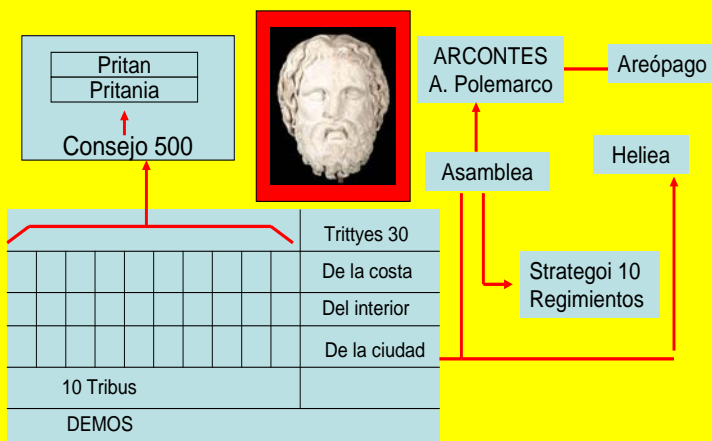 Pritan
Pritania
Consejo 500
ARCONTES
A. Polemarco
Areópago
Asamblea
Heliea
Trittyes 30
De la costa
Del interior
De la ciudad
Strategoi 10
Regimientos
10 Tribus
DEMOS